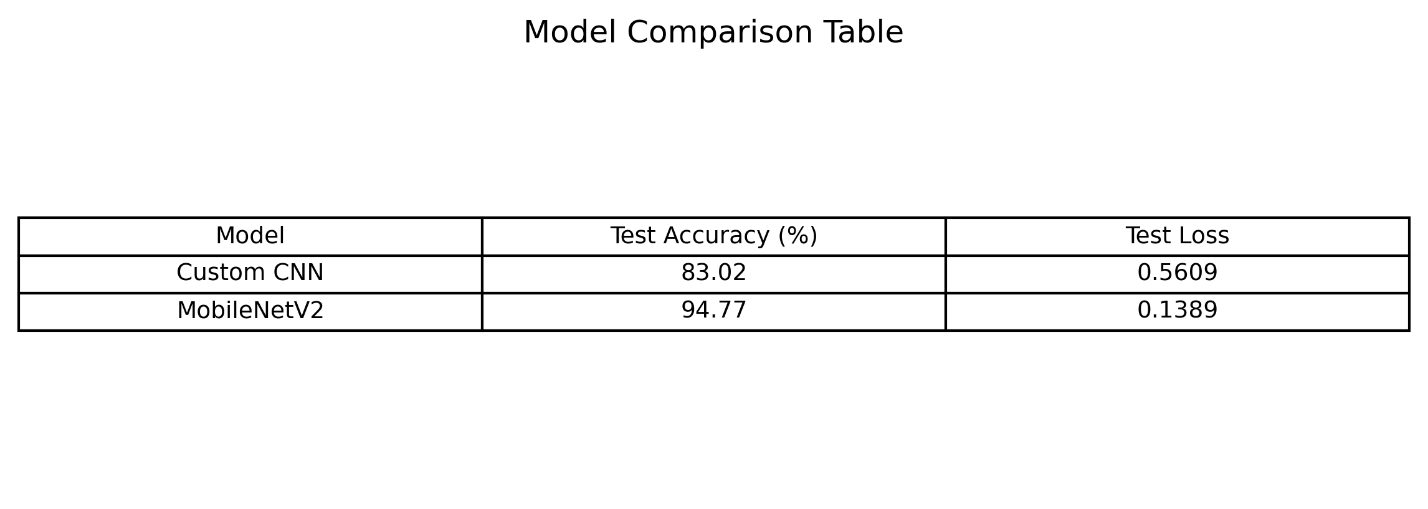 Model Comparison Table
Model Test Accuracy (%) Test Loss
Custom CNN 83.02 0.5609
MobileNetV2 94.77 0.1389